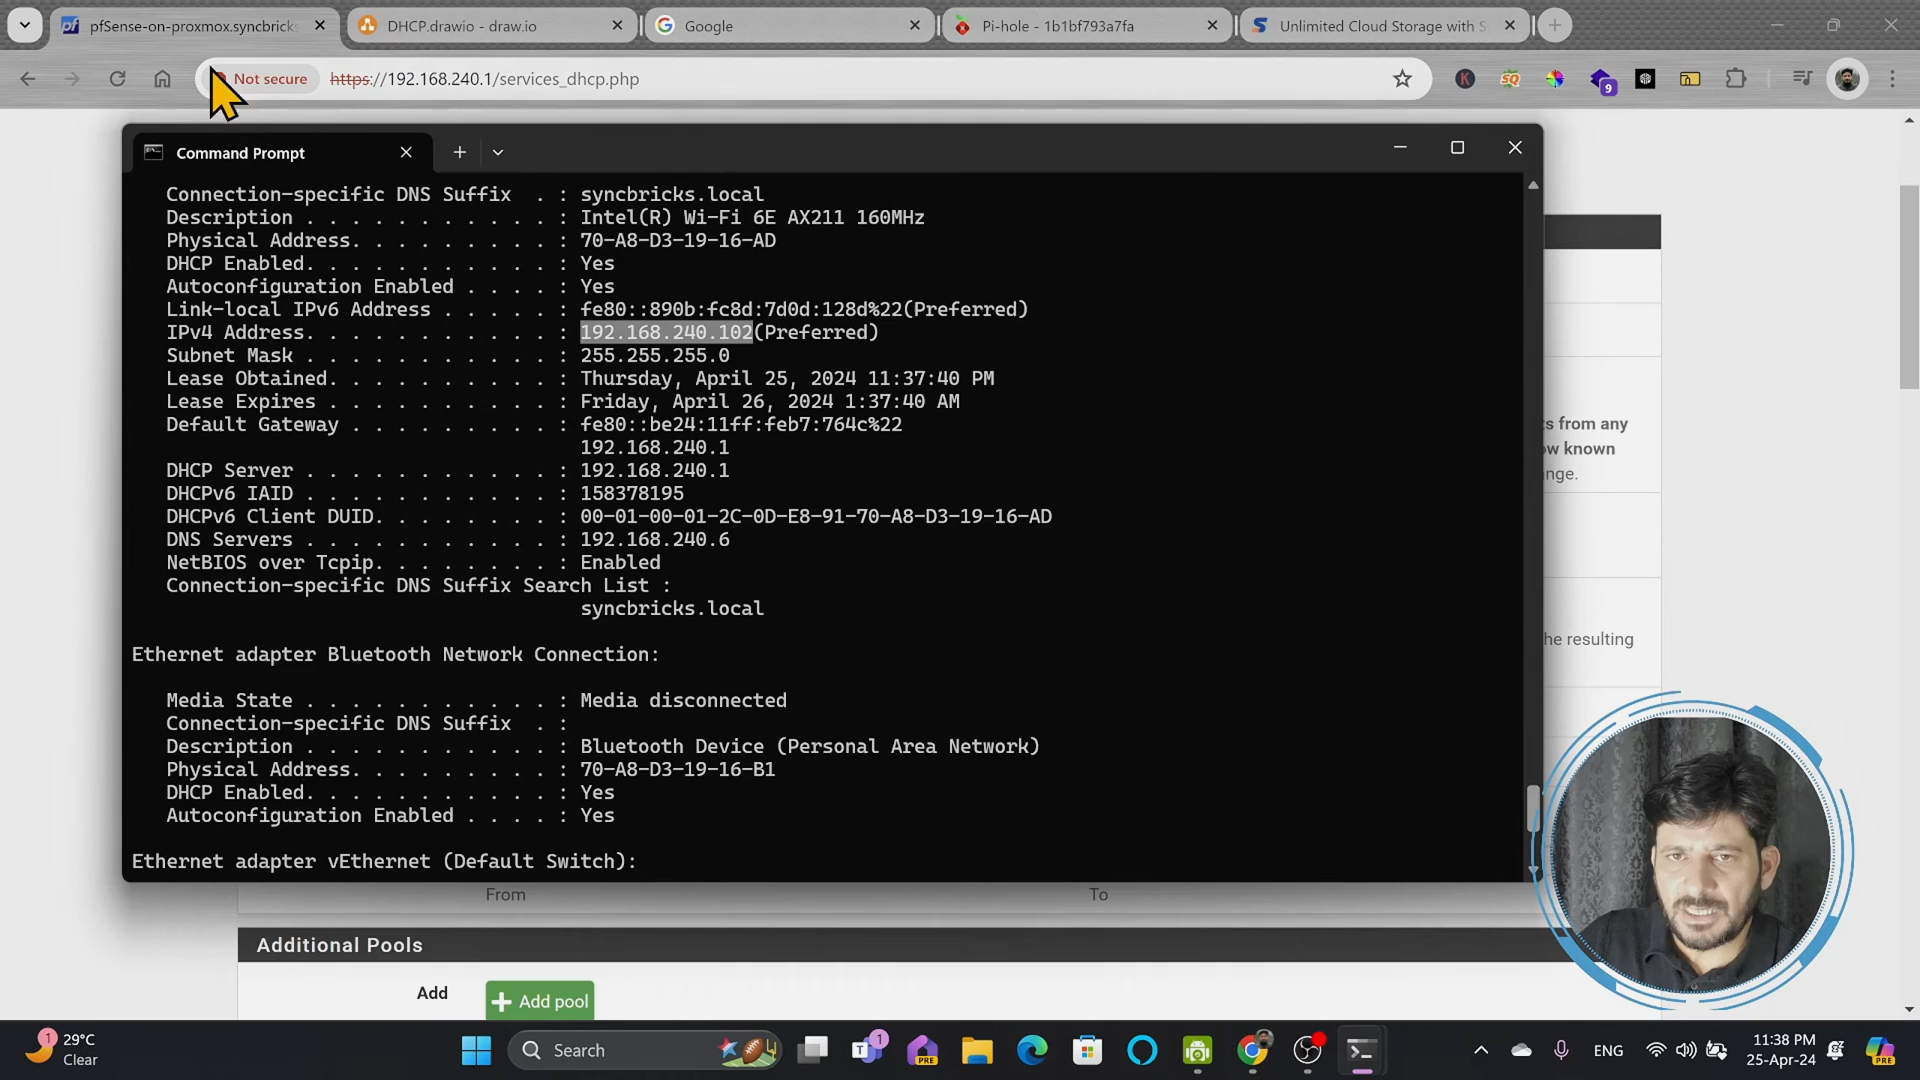 pfSense-on-proxmox.syncbricks
DHCP.drawio - draw.io
Google
Pi-hole - 1b1bf793a7fa
Unlimited Cloud Storage with S
Not secure
https://192.168.240.1/services_dhcp.php
9
Command Prompt
Connection-specific DNS Suffix  . : syncbricks.local
Description . . . . . . . . . . . : Intel(R) Wi-Fi 6E AX211 160MHz
Physical Address. . . . . . . . . : 70-A8-D3-19-16-AD
DHCP Enabled. . . . . . . . . . . : Yes
Autoconfiguration Enabled . . . . : Yes
Link-local IPv6 Address . . . . . : fe80::890b:fc8d:7d0d:128d%22(Preferred)
IPv4 Address. . . . . . . . . . . : 192.168.240.102(Preferred)
Subnet Mask . . . . . . . . . . . : 255.255.255.0
Lease Obtained. . . . . . . . . . : Thursday, April 25, 2024 11:37:40 PM
Lease Expires . . . . . . . . . . : Friday, April 26, 2024 1:37:40 AM
Default Gateway . . . . . . . . . : fe80::be24:11ff:feb7:764c%22
192.168.240.1
DHCP Server . . . . . . . . . . . : 192.168.240.1
DHCPv6 IAID . . . . . . . . . . . : 158378195
DHCPv6 Client DUID. . . . . . . . : 00-01-00-01-2C-0D-E8-91-70-A8-D3-19-16-AD
DNS Servers . . . . . . . . . . . : 192.168.240.6
NetBIOS over Tcpip. . . . . . . . : Enabled
Connection-specific DNS Suffix Search List :
syncbricks.local
Ethernet adapter Bluetooth Network Connection:
Media State . . . . . . . . . . . : Media disconnected
Connection-specific DNS Suffix  . :
Description . . . . . . . . . . . : Bluetooth Device (Personal Area Network)
Physical Address. . . . . . . . . : 70-A8-D3-19-16-B1
DHCP Enabled. . . . . . . . . . . : Yes
Autoconfiguration Enabled . . . . : Yes
Ethernet adapter vEthernet (Default Switch):
s from any
ow known
nge.
he resulting
From
To
Additional Pools
Add
Add pool
1
29°C
Clear
Search
1
PRE
ENG
11:38 PM
25-Apr-24
PRE